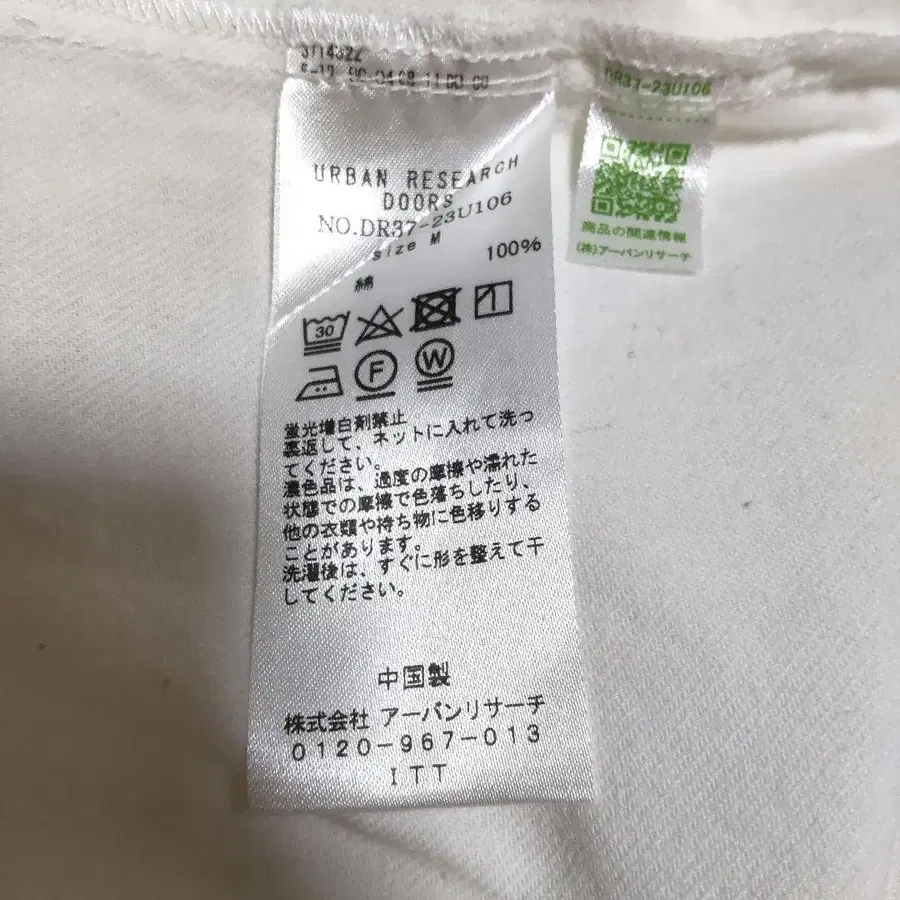 URBAN RESEARCH
DOORS
NO.DR37-23U106
size M
綿 100%
30
F W
蛍光増白剤禁止
裏返して、ネットに入れて洗っ
てください。
濃色品は、過度の摩擦や濡れた
状態での摩擦で色落ちしたり、
他の衣類や持ち物に色移りする
ことがあります。
洗濯後は、すぐに形を整えて干
してください。
中国製
株式会社 アーバンリサーチ
0120-967-013
ITT
DR37-23U106
商品の関連情報
(株)アーバンリサーチ